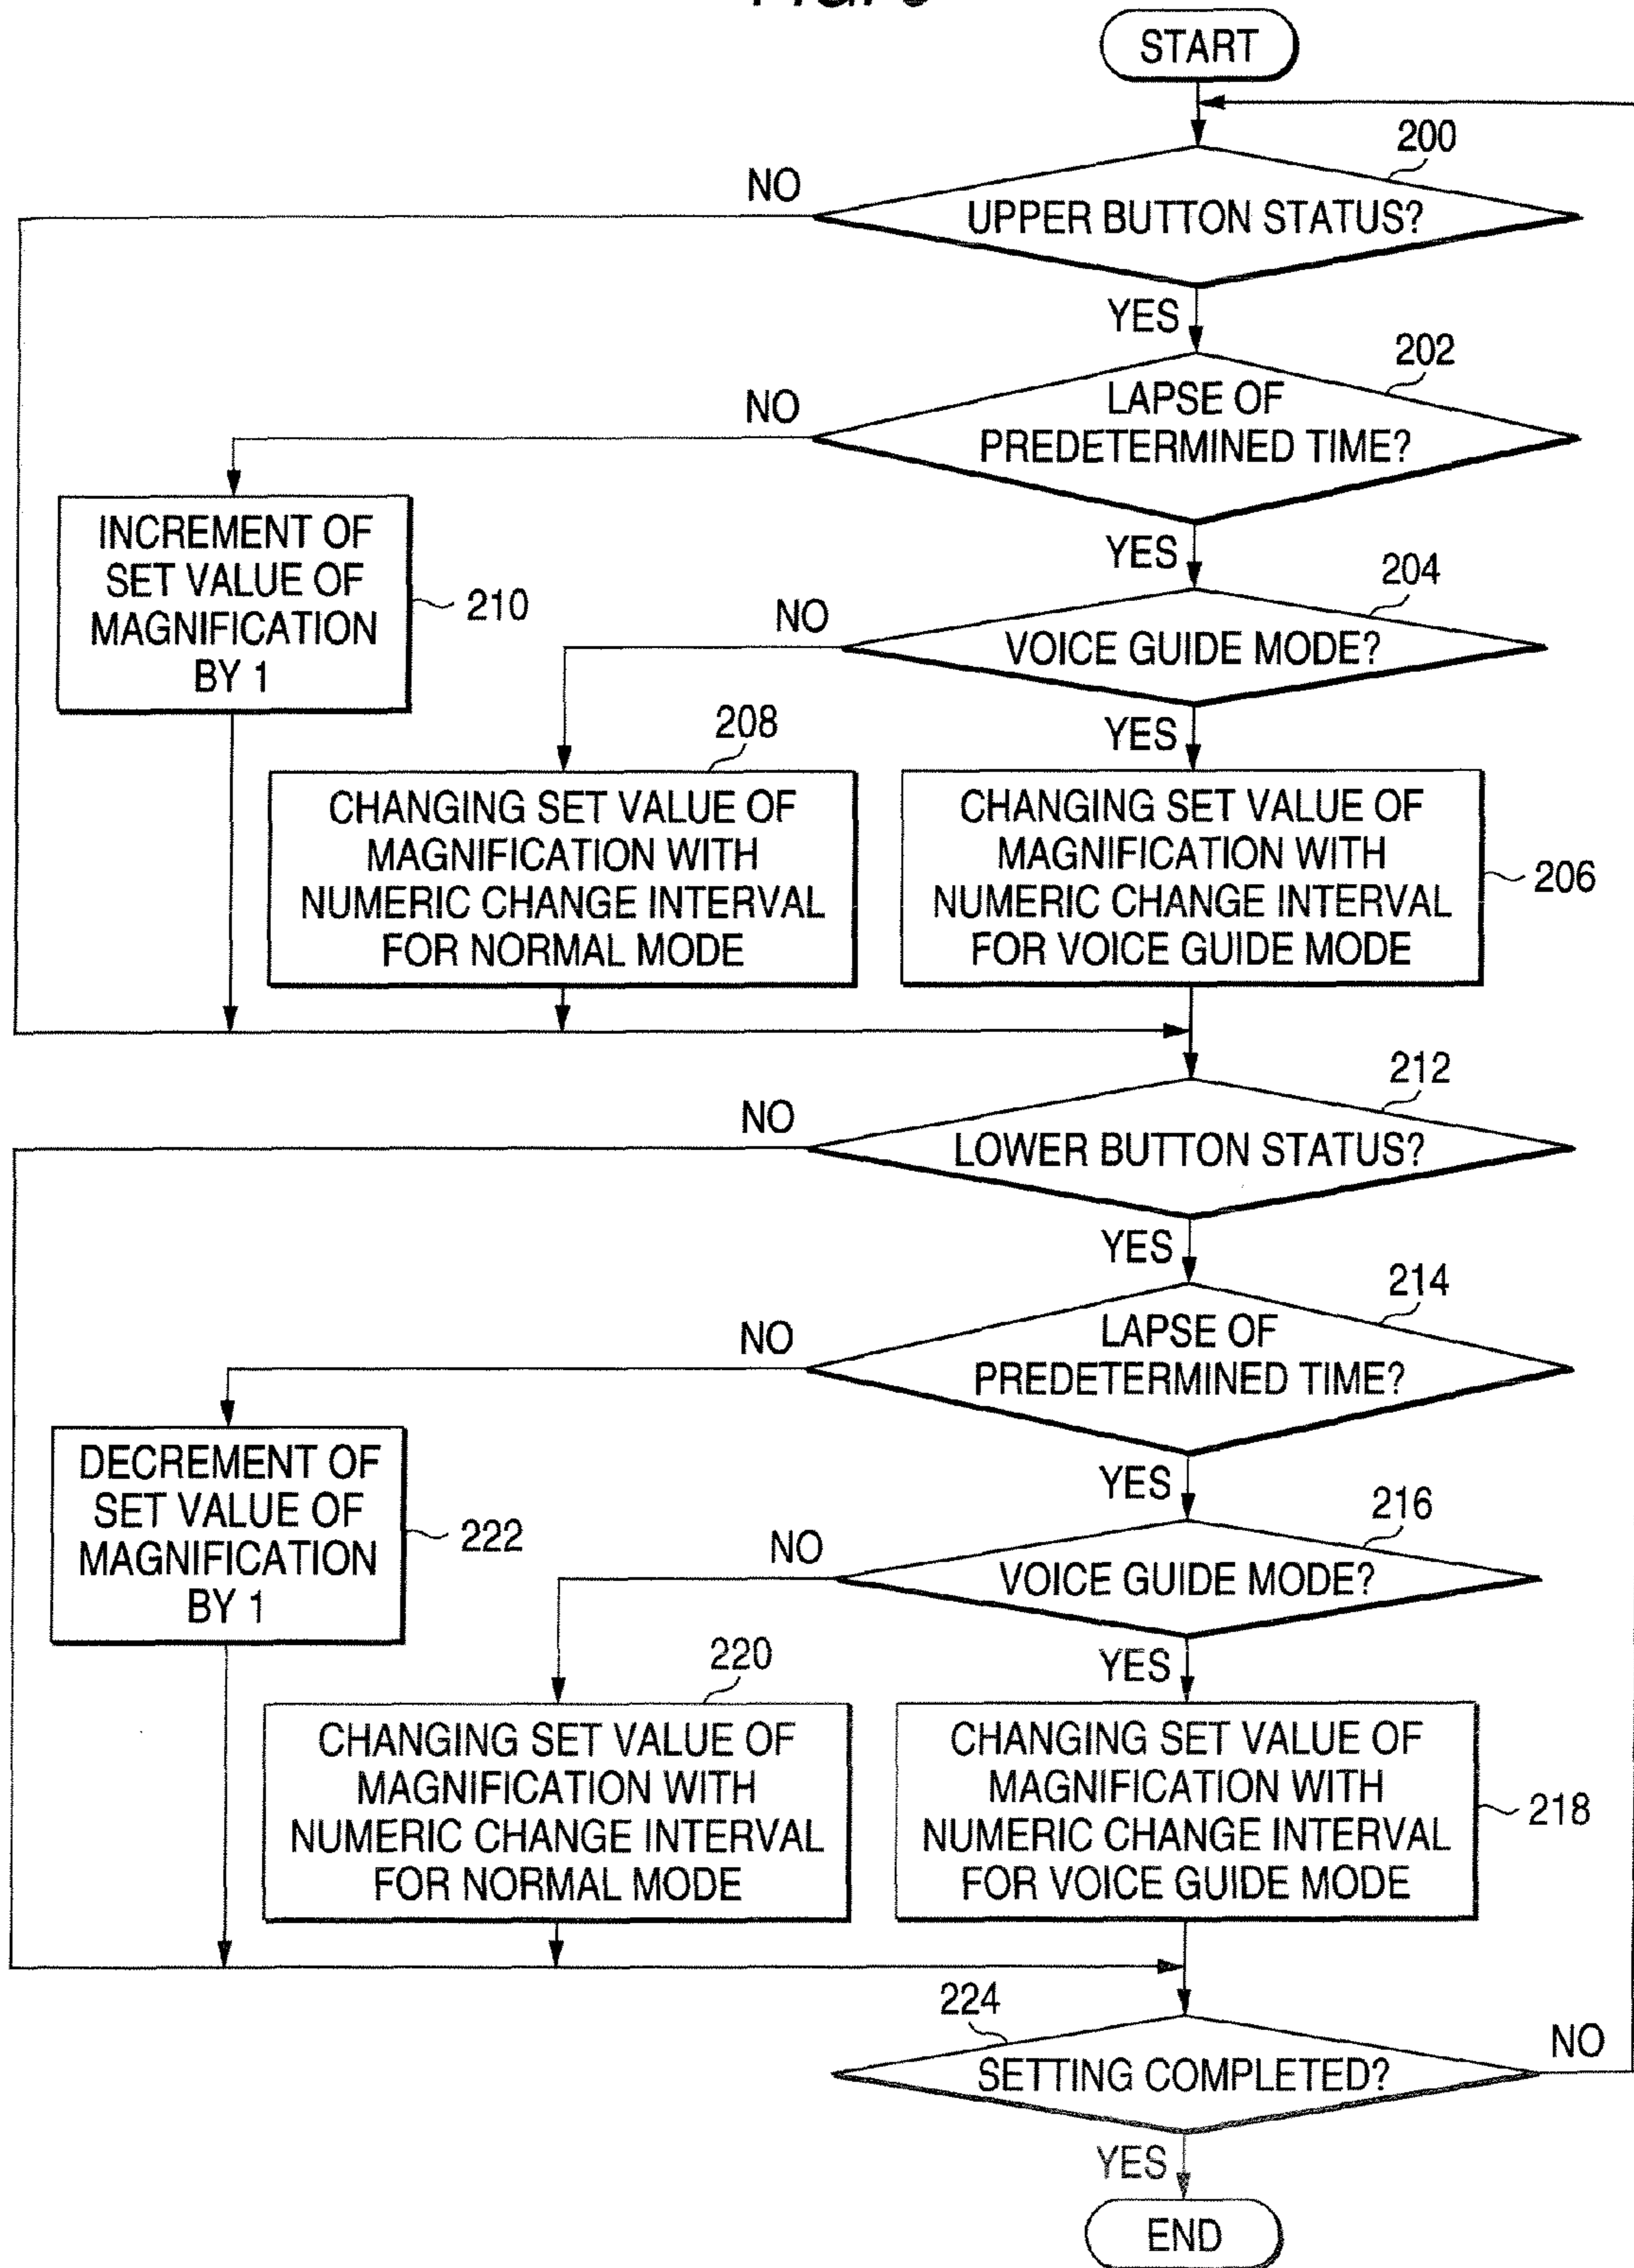 START
200
NO
UPPER BUTTON STATUS?
YES
202
NO
LAPSE OF
PREDETERMINED TIME?
YES
204
NO
VOICE GUIDE MODE?
INCREMENT OF
SET VALUE OF
MAGNIFICATION
BY 1
210
YES
208
CHANGING SET VALUE OF
MAGNIFICATION WITH
NUMERIC CHANGE INTERVAL
FOR NORMAL MODE
CHANGING SET VALUE OF
MAGNIFICATION WITH
NUMERIC CHANGE INTERVAL
FOR VOICE GUIDE MODE
206
212
NO
LOWER BUTTON STATUS?
YES
214
NO
LAPSE OF
PREDETERMINED TIME?
YES
216
NO
VOICE GUIDE MODE?
DECREMENT OF
SET VALUE OF
MAGNIFICATION
BY 1
222
YES
220
CHANGING SET VALUE OF
MAGNIFICATION WITH
NUMERIC CHANGE INTERVAL
FOR NORMAL MODE
CHANGING SET VALUE OF
MAGNIFICATION WITH
NUMERIC CHANGE INTERVAL
FOR VOICE GUIDE MODE
218
224
NO
SETTING COMPLETED?
YES
END